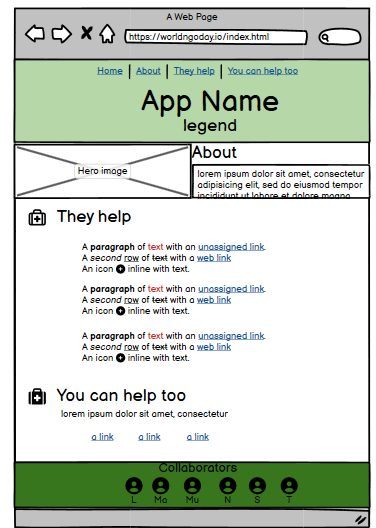 A Web Page
https://worldngoday.io/index.html
Home | About | They help | You can help too
App Name
legend
Hero image
About
lorem ipsum dolor sit amet, consectetur
adipisicing elit, sed do eiusmod tempor
incididunt ut labore et dolore magna
They help
A paragraph of text with an unassigned link.
A second row of text with a web link
An icon inline with text.
A paragraph of text with an unassigned link.
A second row of text with a web link
An icon inline with text.
A paragraph of text with an unassigned link.
A second row of text with a web link
An icon inline with text.
You can help too
lorem ipsum dolor sit amet, consectetur
a link a link a link
Collaborators
L Ma Mu N S T